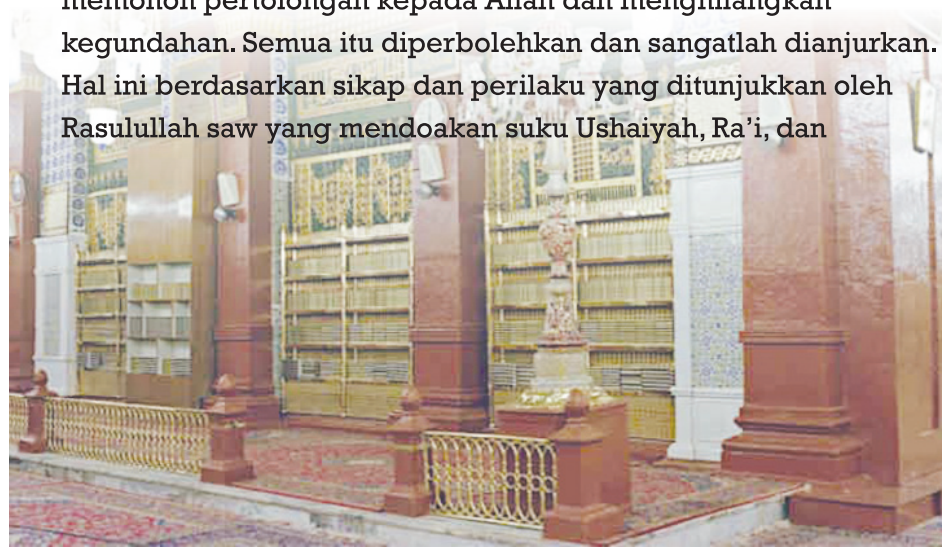 memohon pertolongan kepada Allah dan menghilangkan
kegundahan. Semua itu diperbolehkan dan sangatlah dianjurkan.
Hal ini berdasarkan sikap dan perilaku yang ditunjukkan oleh
Rasulullah saw yang mendoakan suku Ushaiyah, Ra’i, dan